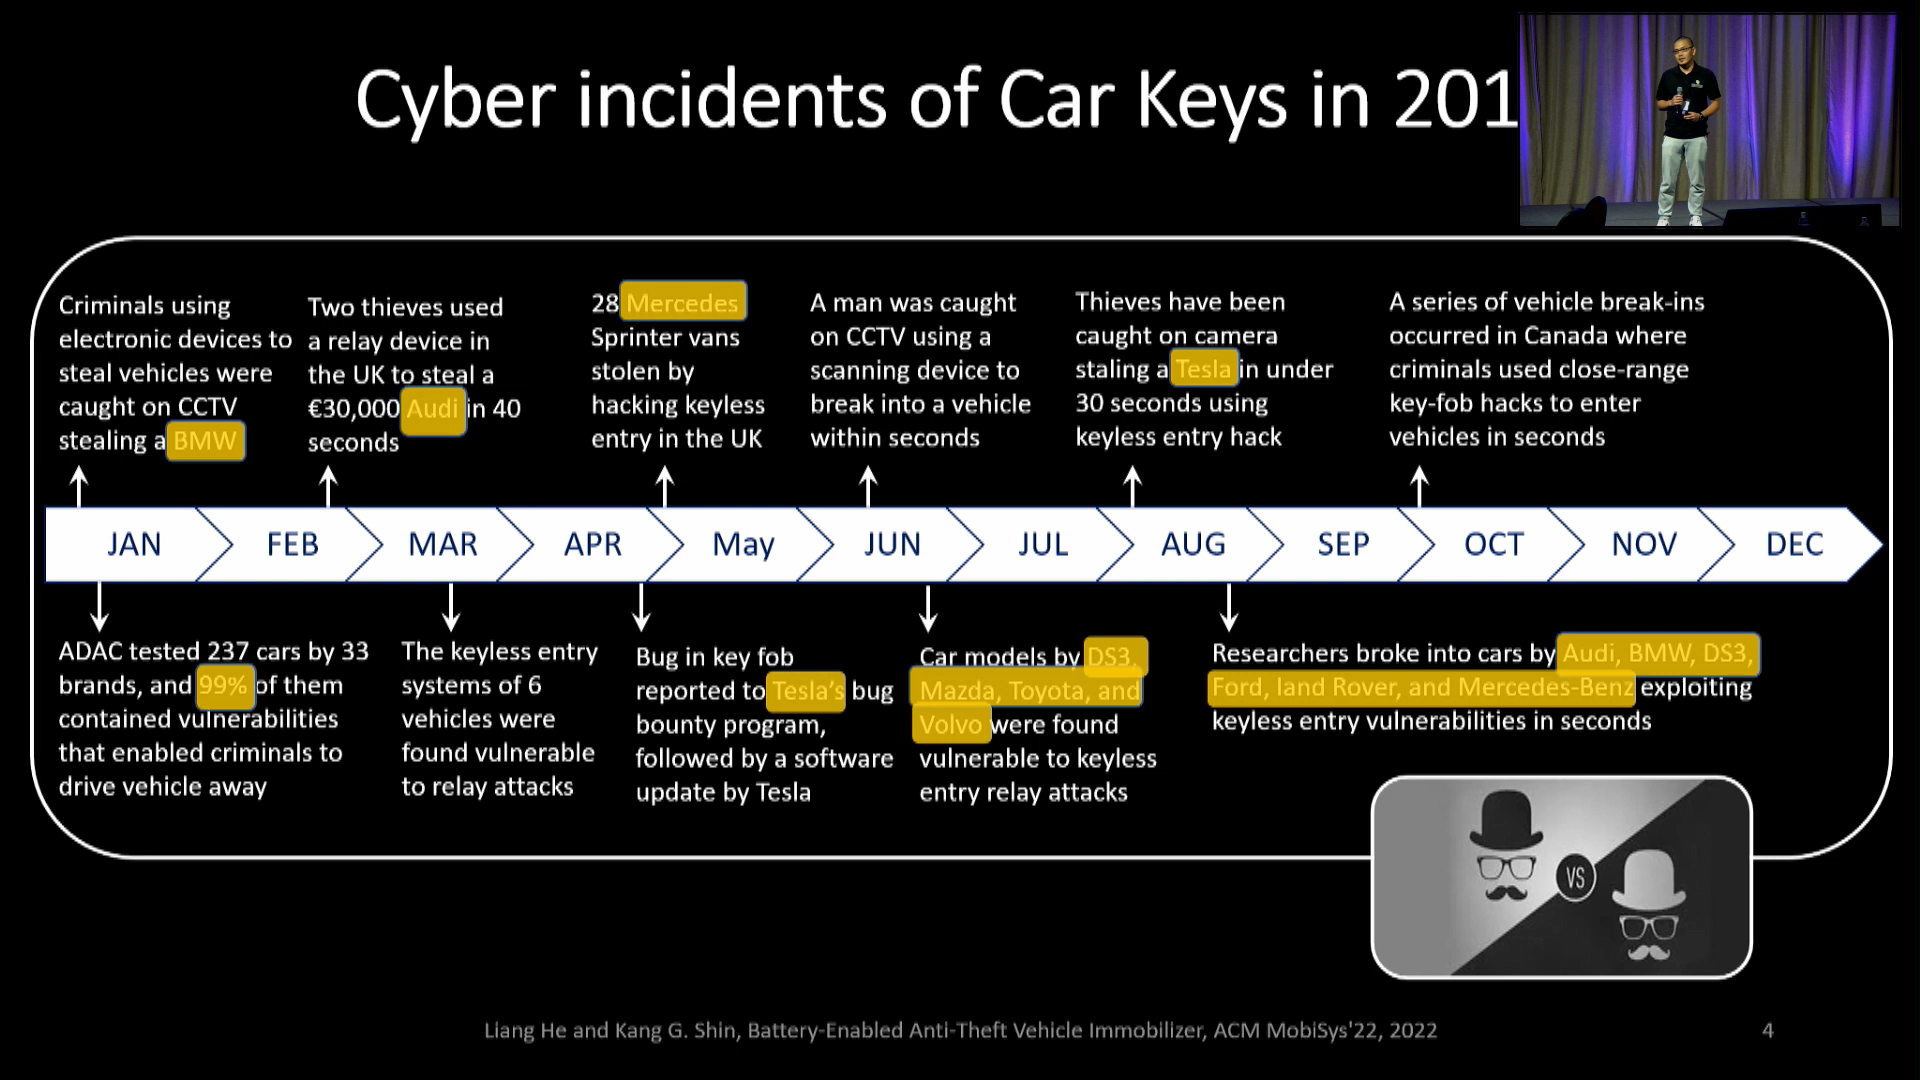 Cyber incidents of Car Keys in 201
Criminals using
electronic devices to
steal vehicles were
caught on CCTV
stealing a BMW
Two thieves used
a relay device in
the UK to steal a
€30,000 Audi in 40
seconds
28 Mercedes
Sprinter vans
stolen by
hacking keyless
entry in the UK
A man was caught
on CCTV using a
scanning device to
break into a vehicle
within seconds
Thieves have been
caught on camera
staling a Tesla in under
30 seconds using
keyless entry hack
A series of vehicle break-ins
occurred in Canada where
criminals used close-range
key-fob hacks to enter
vehicles in seconds
JAN FEB MAR APR May JUN JUL AUG SEP OCT NOV DEC
ADAC tested 237 cars by 33
brands, and 99% of them
contained vulnerabilities
that enabled criminals to
drive vehicle away
The keyless entry
systems of 6
vehicles were
found vulnerable
to relay attacks
Bug in key fob
reported to Tesla's bug
bounty program,
followed by a software
update by Tesla
Car models by DS3,
Mazda, Toyota, and
Volvo were found
vulnerable to keyless
entry relay attacks
Researchers broke into cars by Audi, BMW, DS3,
Ford, land Rover, and Mercedes-Benz exploiting
keyless entry vulnerabilities in seconds
VS
Liang He and Kang G. Shin, Battery-Enabled Anti-Theft Vehicle Immobilizer, ACM MobiSys'22, 2022
4